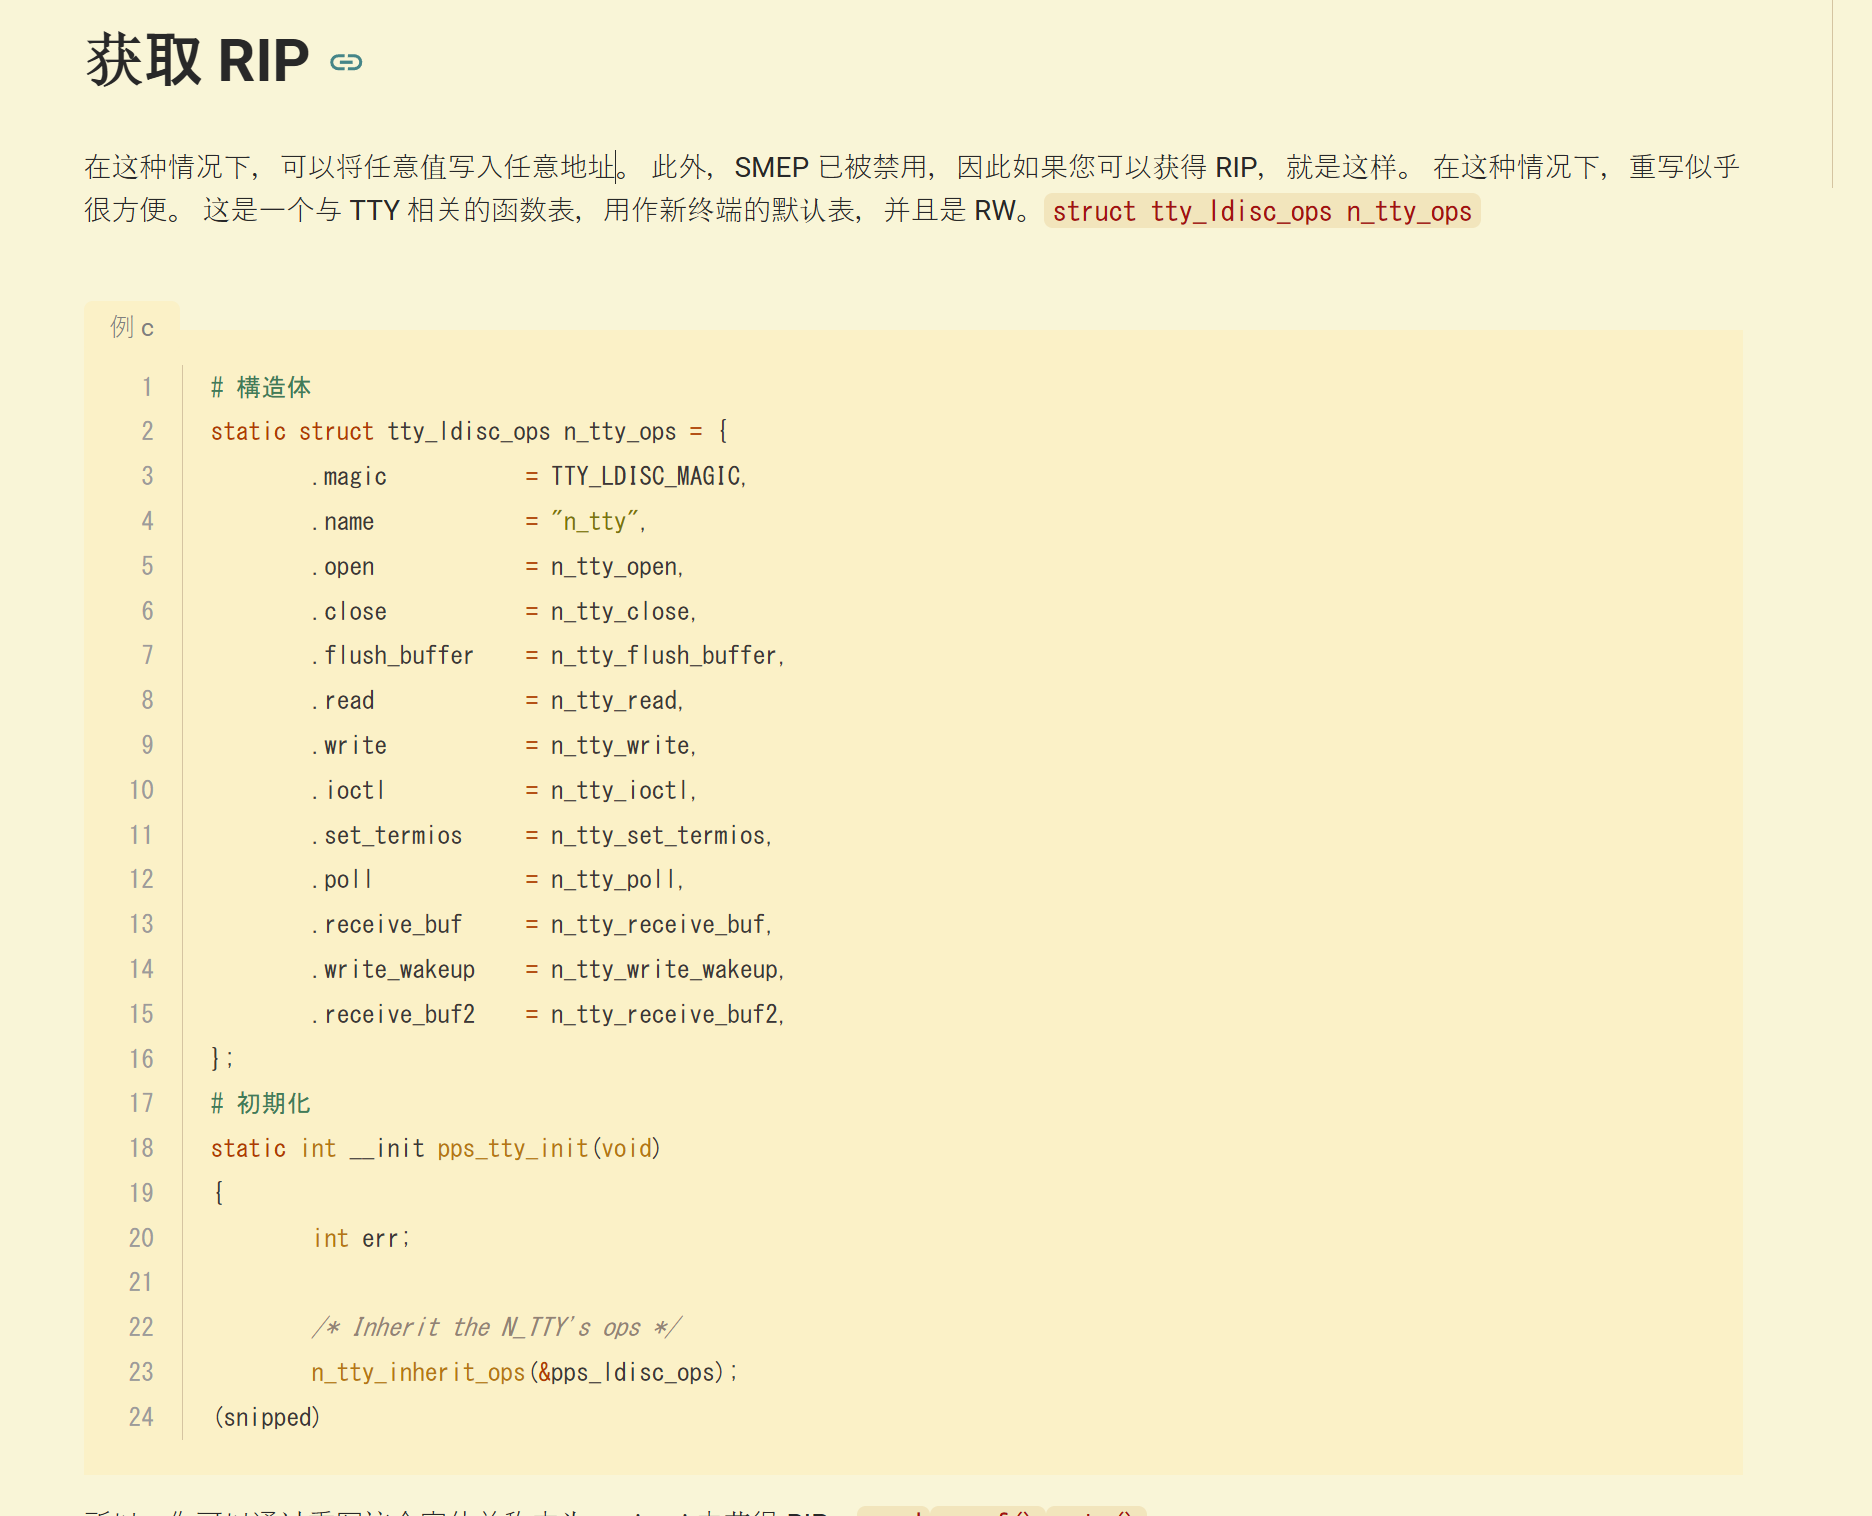 获取 RIP
在这种情况下，可以将任意值写入任意地址。 此外，SMEP 已被禁用，因此如果您可以获得 RIP，就是这样。 在这种情况下，重写似乎
很方便。 这是一个与 TTY 相关的函数表，用作新终端的默认表，并且是 RW。 struct tty_ldisc_ops n_tty_ops
例 c
1 # 構造体
2 static struct tty_ldisc_ops n_tty_ops = {
3 .magic = TTY_LDISC_MAGIC,
4 .name = "n_tty",
5 .open = n_tty_open,
6 .close = n_tty_close,
7 .flush_buffer = n_tty_flush_buffer,
8 .read = n_tty_read,
9 .write = n_tty_write,
10 .ioctl = n_tty_ioctl,
11 .set_termios = n_tty_set_termios,
12 .poll = n_tty_poll,
13 .receive_buf = n_tty_receive_buf,
14 .write_wakeup = n_tty_write_wakeup,
15 .receive_buf2 = n_tty_receive_buf2,
16 };
17 # 初期化
18 static int __init pps_tty_init(void)
19 {
20 int err;
21
22 /* Inherit the N_TTY's ops */
23 n_tty_inherit_ops(&pps_ldisc_ops);
24 (snipped)